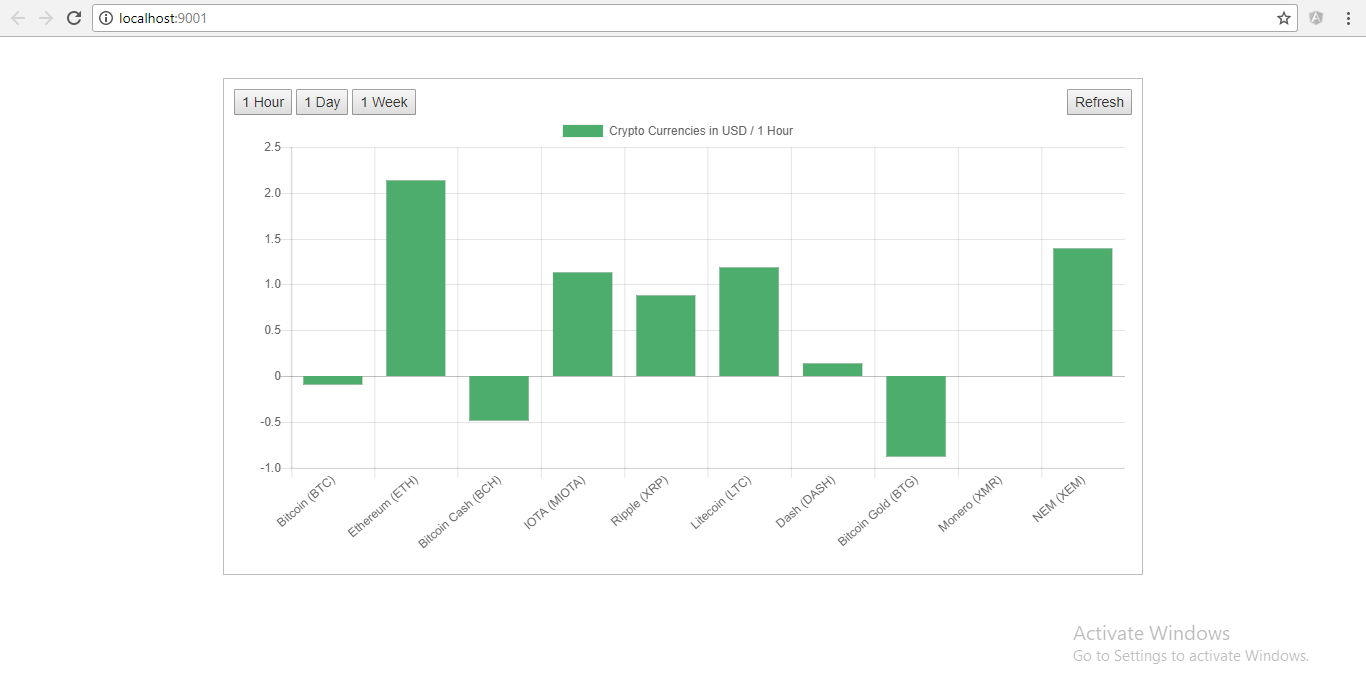 localhost:9001
1 Hour 1 Day 1 Week Refresh
Crypto Currencies in USD / 1 Hour
2.5
2.0
1.5
1.0
0.5
0
-0.5
-1.0
Bitcoin (BTC)
Ethereum (ETH)
Bitcoin Cash (BCH)
IOTA (MIOTA)
Ripple (XRP)
Litecoin (LTC)
Dash (DASH)
Bitcoin Gold (BTG)
Monero (XMR)
NEM (XEM)
Activate Windows
Go to Settings to activate Windows.